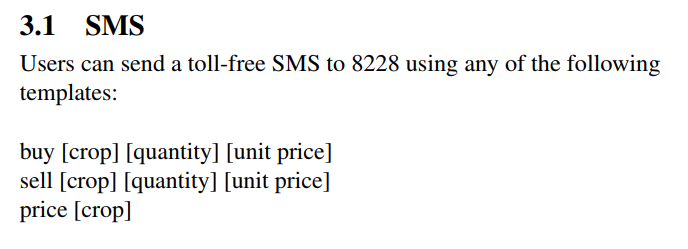 3.1 SMS
Users can send a toll-free SMS to 8228 using any of the following
templates:
buy [crop] [quantity] [unit price]
sell [crop] [quantity] [unit price]
price [crop]